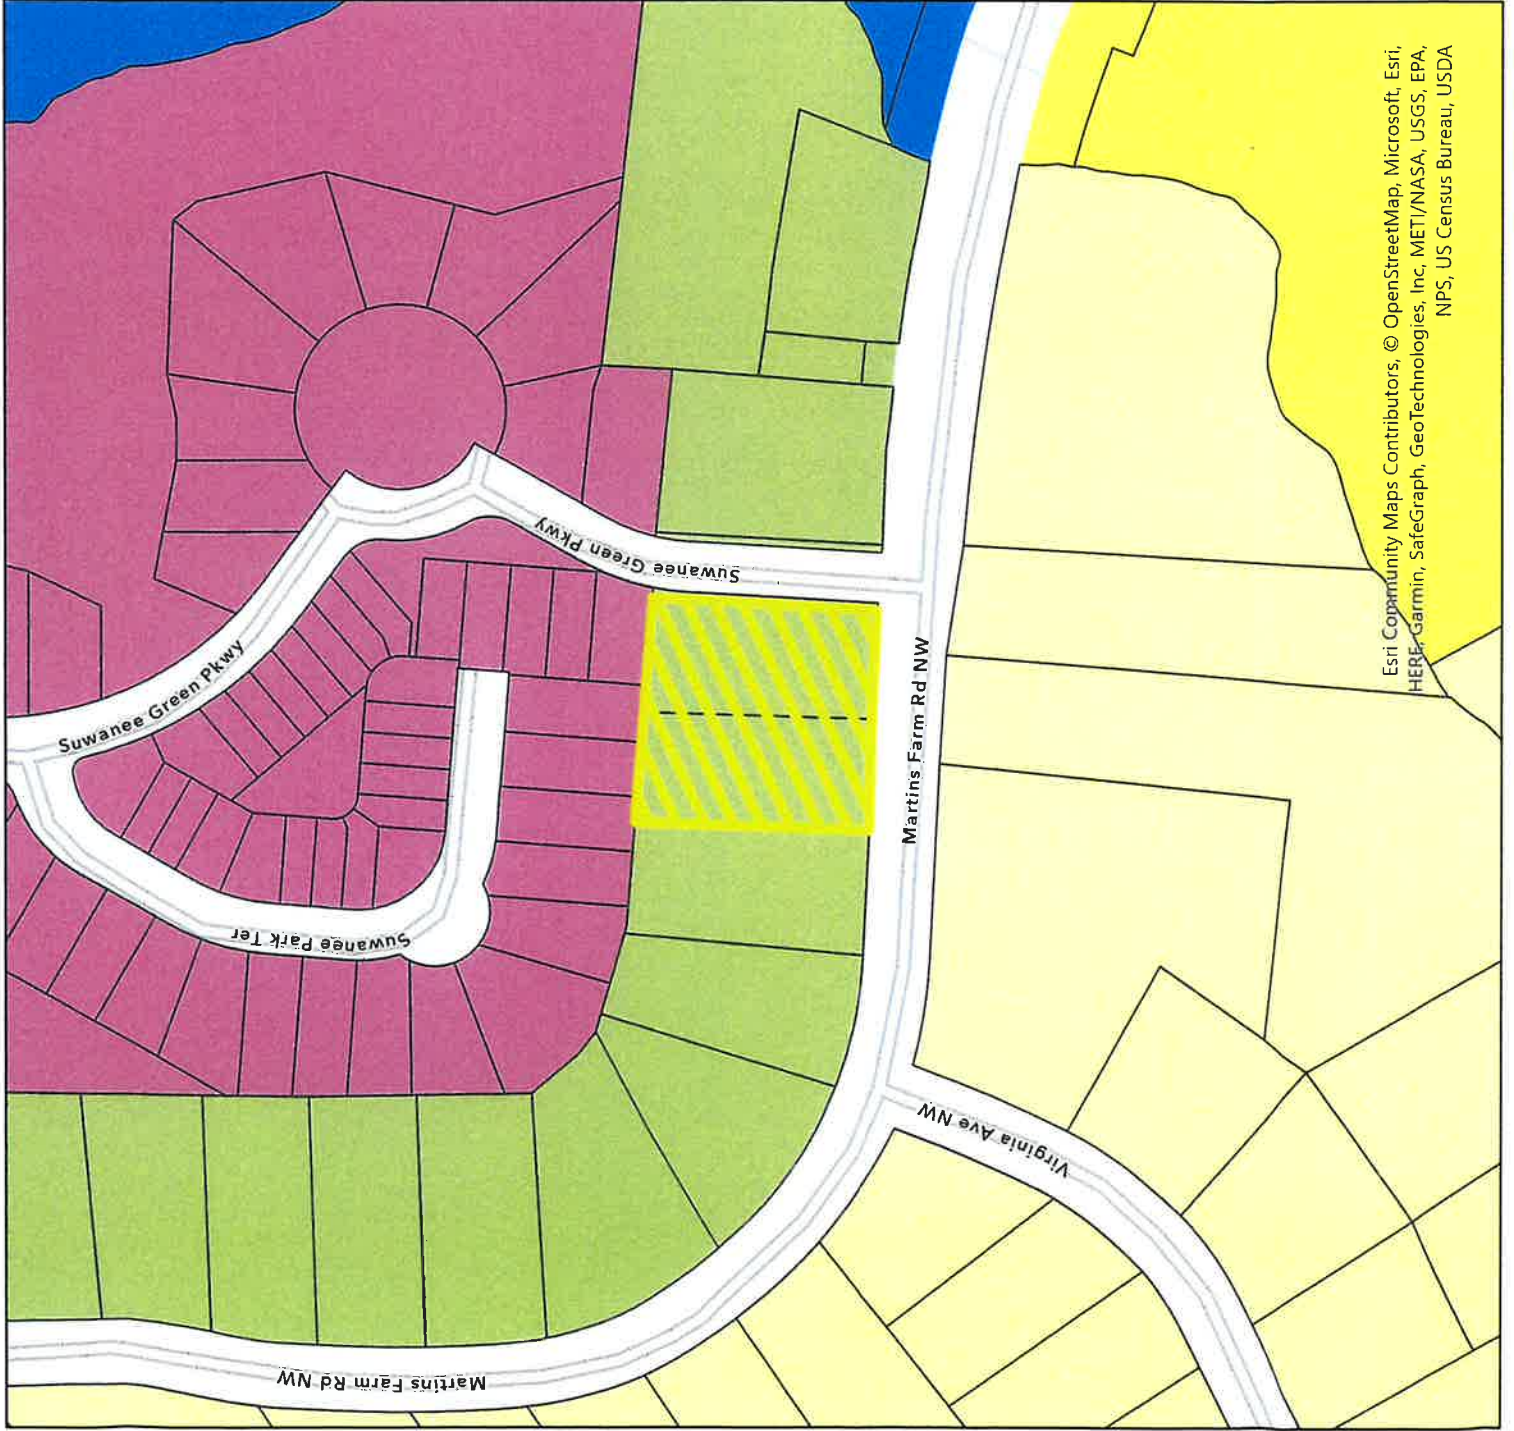 Suwanee Green Pkwy
Suwanee Green Pkwy
Suwanee Park Ter
Martins Farm Rd NW
Martins Farm Rd NW
Virginia Ave NW
Esri Community Maps Contributors, © OpenStreetMap, Microsoft, Esri,
HERE, Garmin, SafeGraph, GeoTechnologies, Inc, METI/NASA, USGS, EPA,
NPS, US Census Bureau, USDA